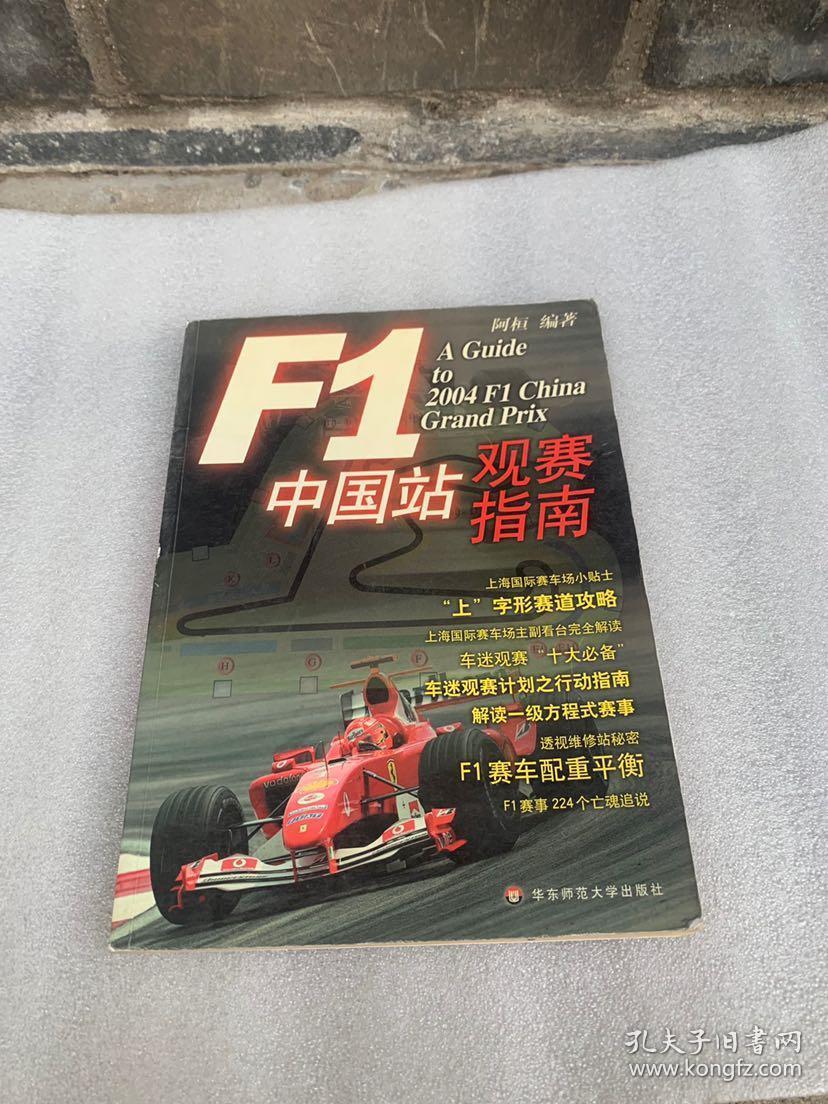 阿桓 编著
F1
A Guide
to
2004 F1 China
Grand Prix
中国站
观赛
指南
上海国际赛车场小贴士
“上”字形赛道攻略
上海国际赛车场主副看台完全解读
车迷观赛“十大必备”
车迷观赛计划之行动指南
解读一级方程式赛事
透视维修站秘密
F1赛车配重平衡
F1赛事224个亡魂追说
K
L
H
G
F
vodafone
华东师范大学出版社
孔夫子旧书网
www.kongfz.com